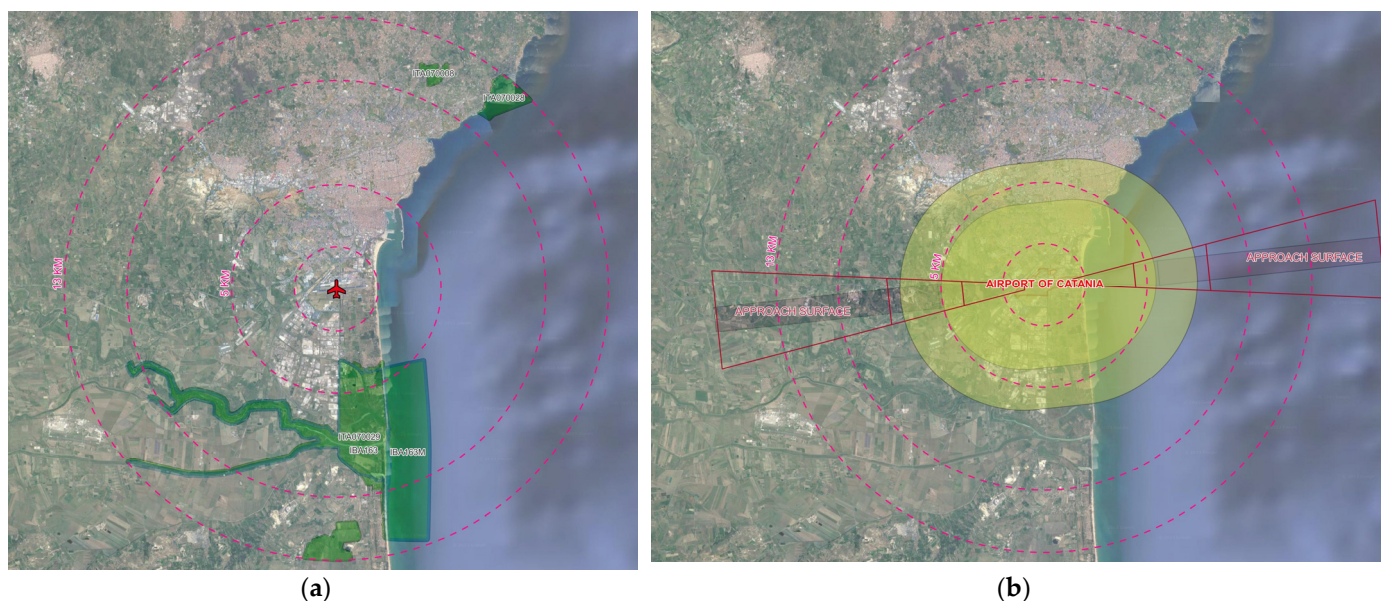 ITA070008
ITA070028
13 KM
5 KM
ITA070029
IBA163
IBA163M
(a)
13 KM
5 KM
AIRPORT OF CATANIA
APPROACH SURFACE
APPROACH SURFACE
(b)